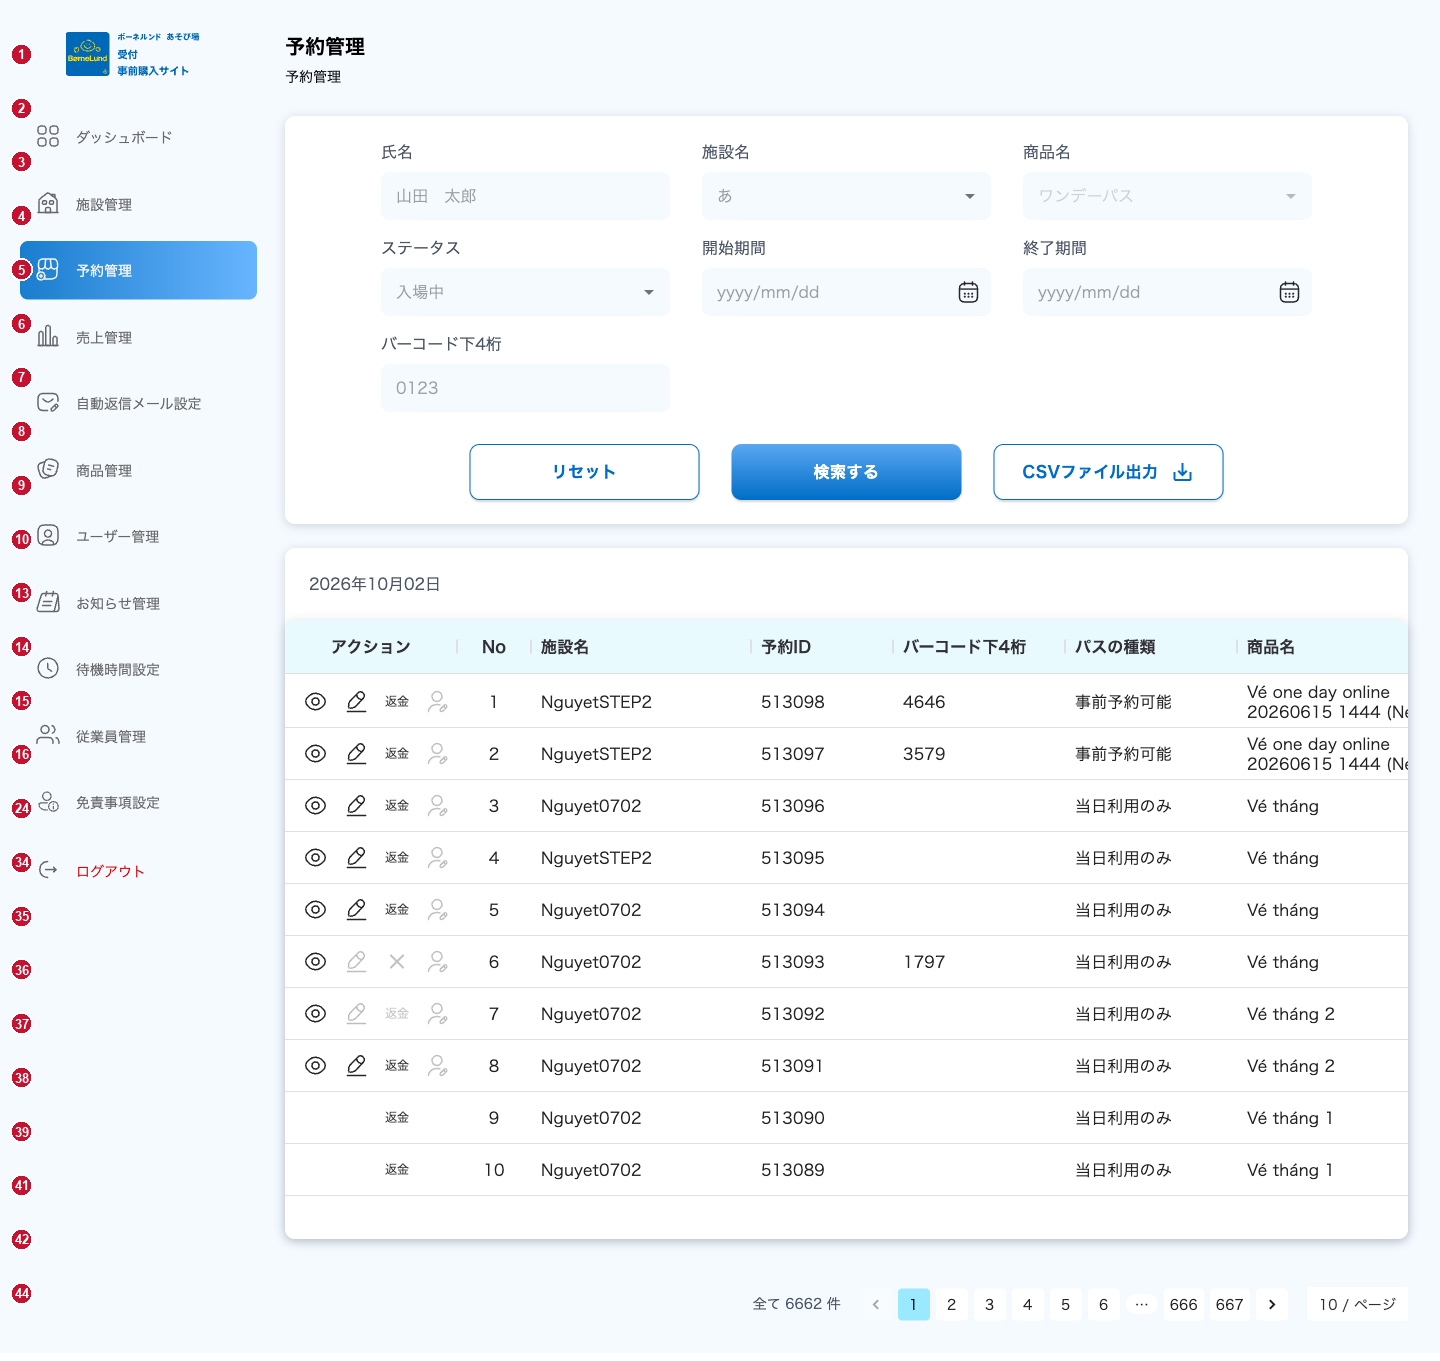 ボーネルンド あそび場
受付
事前購入サイト
BørneLund
1
2
3
4
5
6
7
8
9
10
13
14
15
16
24
34
35
36
37
38
39
41
42
44
ダッシュボード
施設管理
予約管理
売上管理
自動返信メール設定
商品管理
ユーザー管理
お知らせ管理
待機時間設定
従業員管理
免責事項設定
ログアウト
予約管理
予約管理
氏名 施設名 商品名
山田　太郎 あ ワンデーパス
ステータス 開始期間 終了期間
入場中 yyyy/mm/dd yyyy/mm/dd
バーコード下4桁
0123
リセット 検索する CSVファイル出力
2026年10月02日
アクション No 施設名 予約ID バーコード下4桁 パスの種類 商品名
返金 1 NguyetSTEP2 513098 4646 事前予約可能 Vé one day online
20260615 1444 (Ne
返金 2 NguyetSTEP2 513097 3579 事前予約可能 Vé one day online
20260615 1444 (Ne
返金 3 Nguyet0702 513096 当日利用のみ Vé tháng
返金 4 NguyetSTEP2 513095 当日利用のみ Vé tháng
返金 5 Nguyet0702 513094 当日利用のみ Vé tháng
6 Nguyet0702 513093 1797 当日利用のみ Vé tháng
返金 7 Nguyet0702 513092 当日利用のみ Vé tháng 2
返金 8 Nguyet0702 513091 当日利用のみ Vé tháng 2
返金 9 Nguyet0702 513090 当日利用のみ Vé tháng 1
返金 10 Nguyet0702 513089 当日利用のみ Vé tháng 1
全て 6662 件 1 2 3 4 5 6 ··· 666 667 10 / ページ